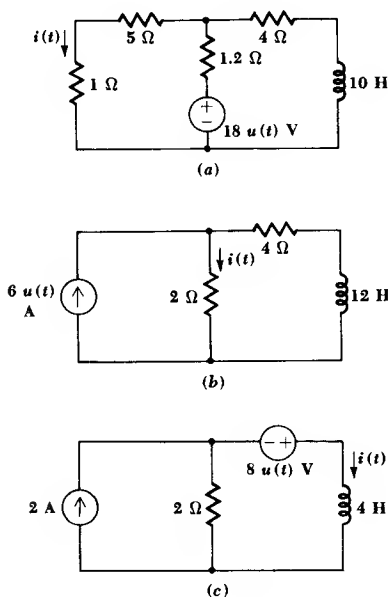 i(t)
5 Ω
4 Ω
1.2 Ω
1 Ω
+
−
10 H
18 u(t) V
(a)
4 Ω
i(t)
6 u(t)
A
2 Ω
12 H
(b)
− +
8 u(t) V
i(t)
2 A
2 Ω
4 H
(c)